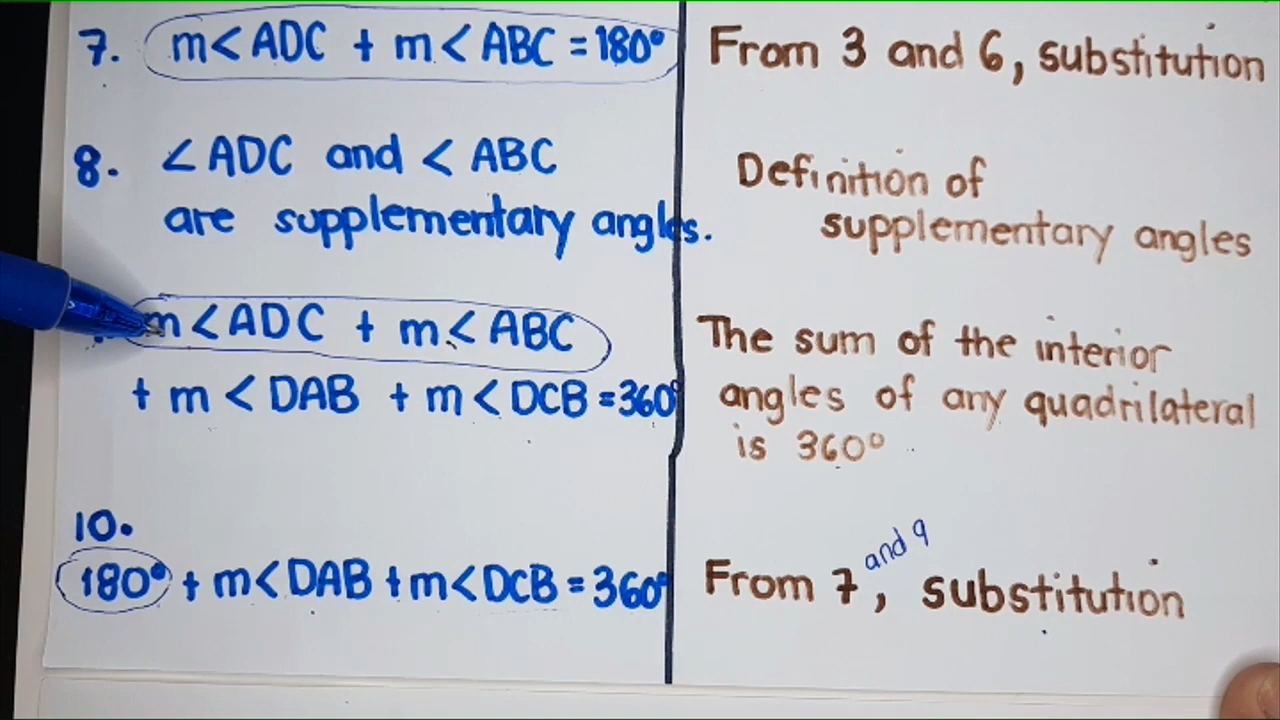 7. m<ADC + m<ABC = 180° From 3 and 6, substitution
8. ∠ADC and <ABC
are supplementary angles.
Definition of
supplementary angles
m<ADC + m<ABC
+ m<DAB + m<DCB = 360°
The sum of the interior
angles of any quadrilateral
is 360°
10.
180° + m<DAB + m<DCB = 360° From 7 and 9, substitution